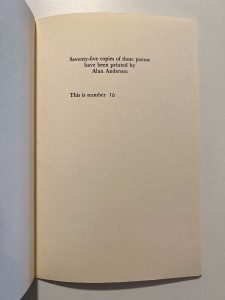 Seventy-five copies of these poems
have been printed by
Alan Anderson
This is number 16